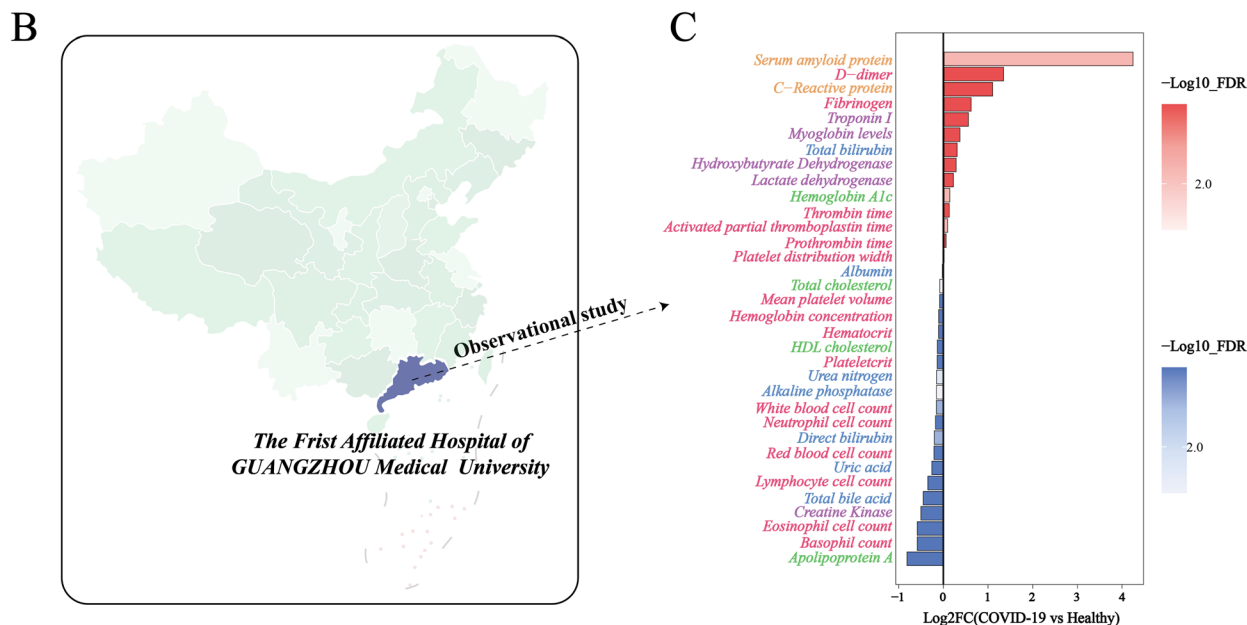 B
Observational study
The Frist Affiliated Hospital of
GUANGZHOU Medical University
C
Serum amyloid protein
D-dimer
C-Reactive protein
Fibrinogen
Troponin I
Myoglobin levels
Total bilirubin
Hydroxybutyrate Dehydrogenase
Lactate dehydrogenase
Hemoglobin A1c
Thrombin time
Activated partial thromboplastin time
Prothrombin time
Platelet distribution width
Albumin
Total cholesterol
Mean platelet volume
Hemoglobin concentration
Hematocrit
HDL cholesterol
Plateletcrit
Urea nitrogen
Alkaline phosphatase
White blood cell count
Neutrophil cell count
Direct bilirubin
Red blood cell count
Uric acid
Lymphocyte cell count
Total bile acid
Creatine Kinase
Eosinophil cell count
Basophil count
Apolipoprotein A
-1 0 1 2 3 4
Log2FC(COVID-19 vs Healthy)
-Log10_FDR
2.0
-Log10_FDR
2.0